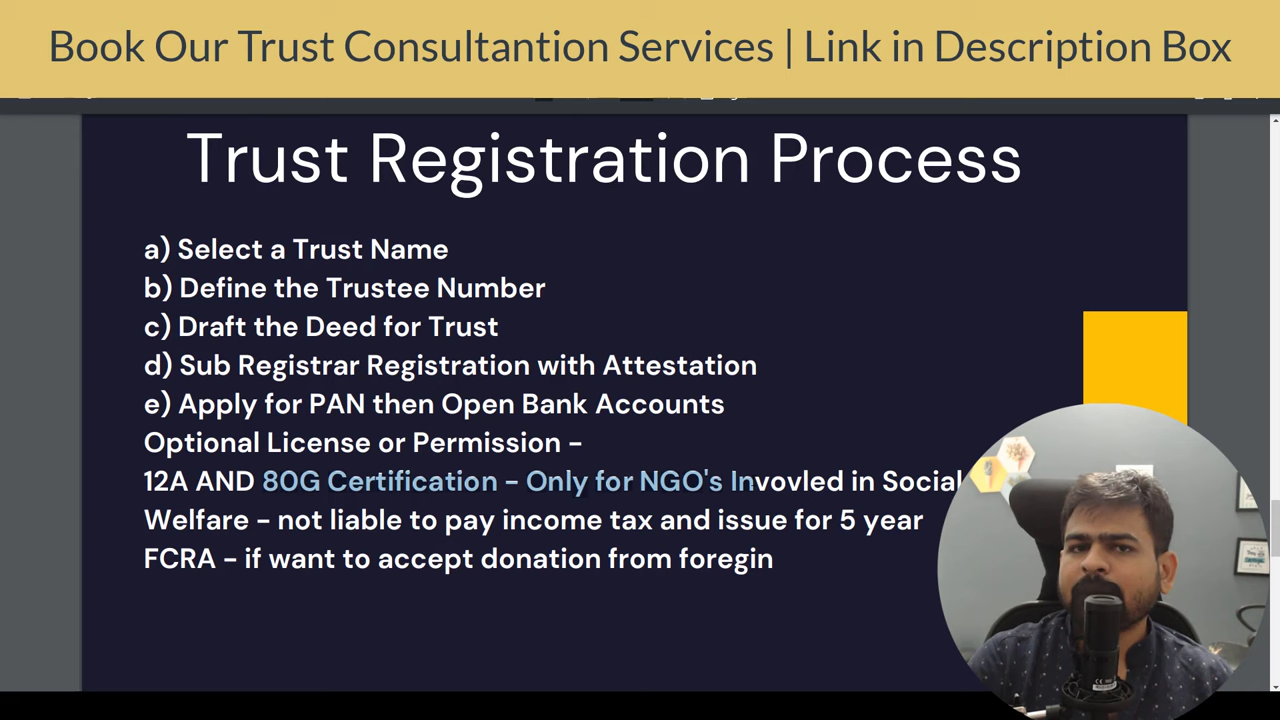 Book Our Trust Consultantion Services | Link in Description Box
Trust Registration Process
a) Select a Trust Name
b) Define the Trustee Number
c) Draft the Deed for Trust
d) Sub Registrar Registration with Attestation
e) Apply for PAN then Open Bank Accounts
Optional License or Permission –
12A AND 80G Certification – Only for NGO's Invovled in Social
Welfare – not liable to pay income tax and issue for 5 year
FCRA – if want to accept donation from foregin